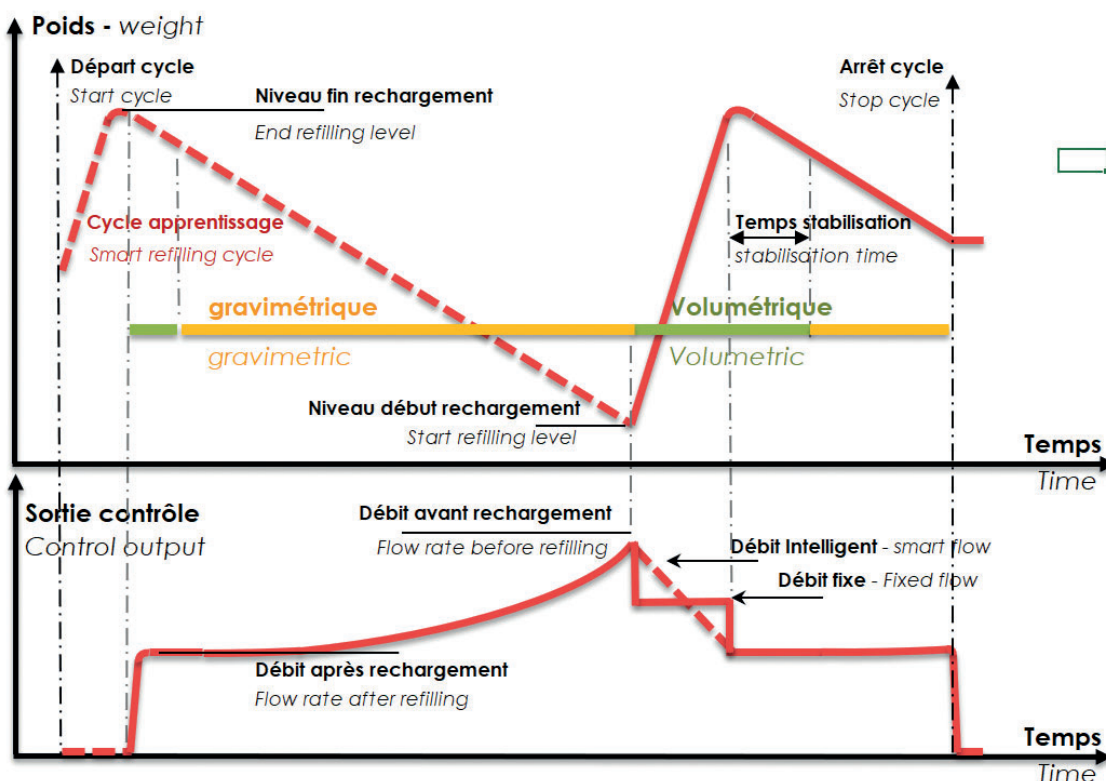 Poids - weight
Départ cycle
Start cycle
Arrêt cycle
Stop cycle
Niveau fin rechargement
End refilling level
Cycle apprentissage
Smart refilling cycle
Temps stabilisation
stabilisation time
gravimétrique
gravimetric
Volumétrique
Volumetric
Niveau début rechargement
Start refilling level
Temps
Time
Sortie contrôle
Control output
Débit avant rechargement
Flow rate before refilling
Débit Intelligent - smart flow
Débit fixe - Fixed flow
Débit après rechargement
Flow rate after refilling
Temps
Time